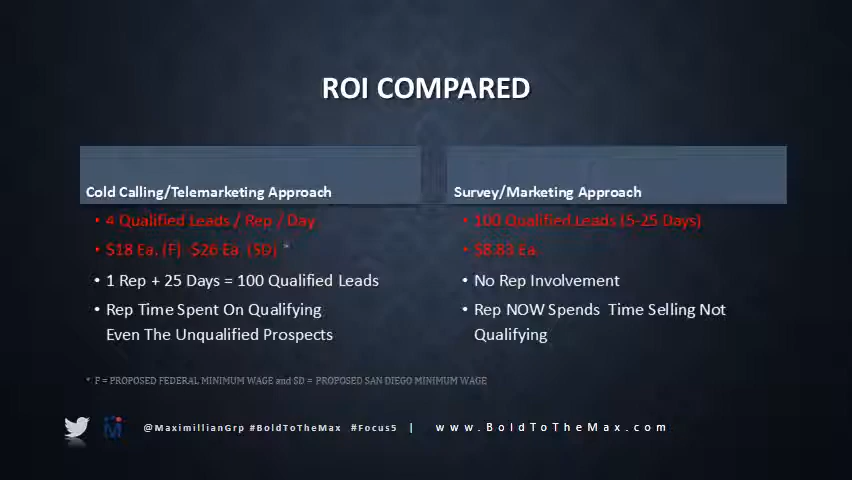 ROI COMPARED
Cold Calling/Telemarketing Approach
• 4 Qualified Leads / Rep / Day
• $18 Ea. (F) -$26 Ea. (SD) *
• 1 Rep + 25 Days = 100 Qualified Leads
• Rep Time Spent On Qualifying
Even The Unqualified Prospects
Survey/Marketing Approach
• 100 Qualified Leads (5-25 Days)
• $8.83 Ea.
• No Rep Involvement
• Rep NOW Spends Time Selling Not
Qualifying
* F = PROPOSED FEDERAL MINIMUM WAGE and SD = PROPOSED SAN DIEGO MINIMUM WAGE
@MaximillianGrp #BoldToTheMax #Focus5 | www.BoldToTheMax.com